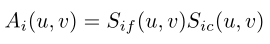 A_i(u, v) = S_{if}(u, v)S_{ic}(u, v)